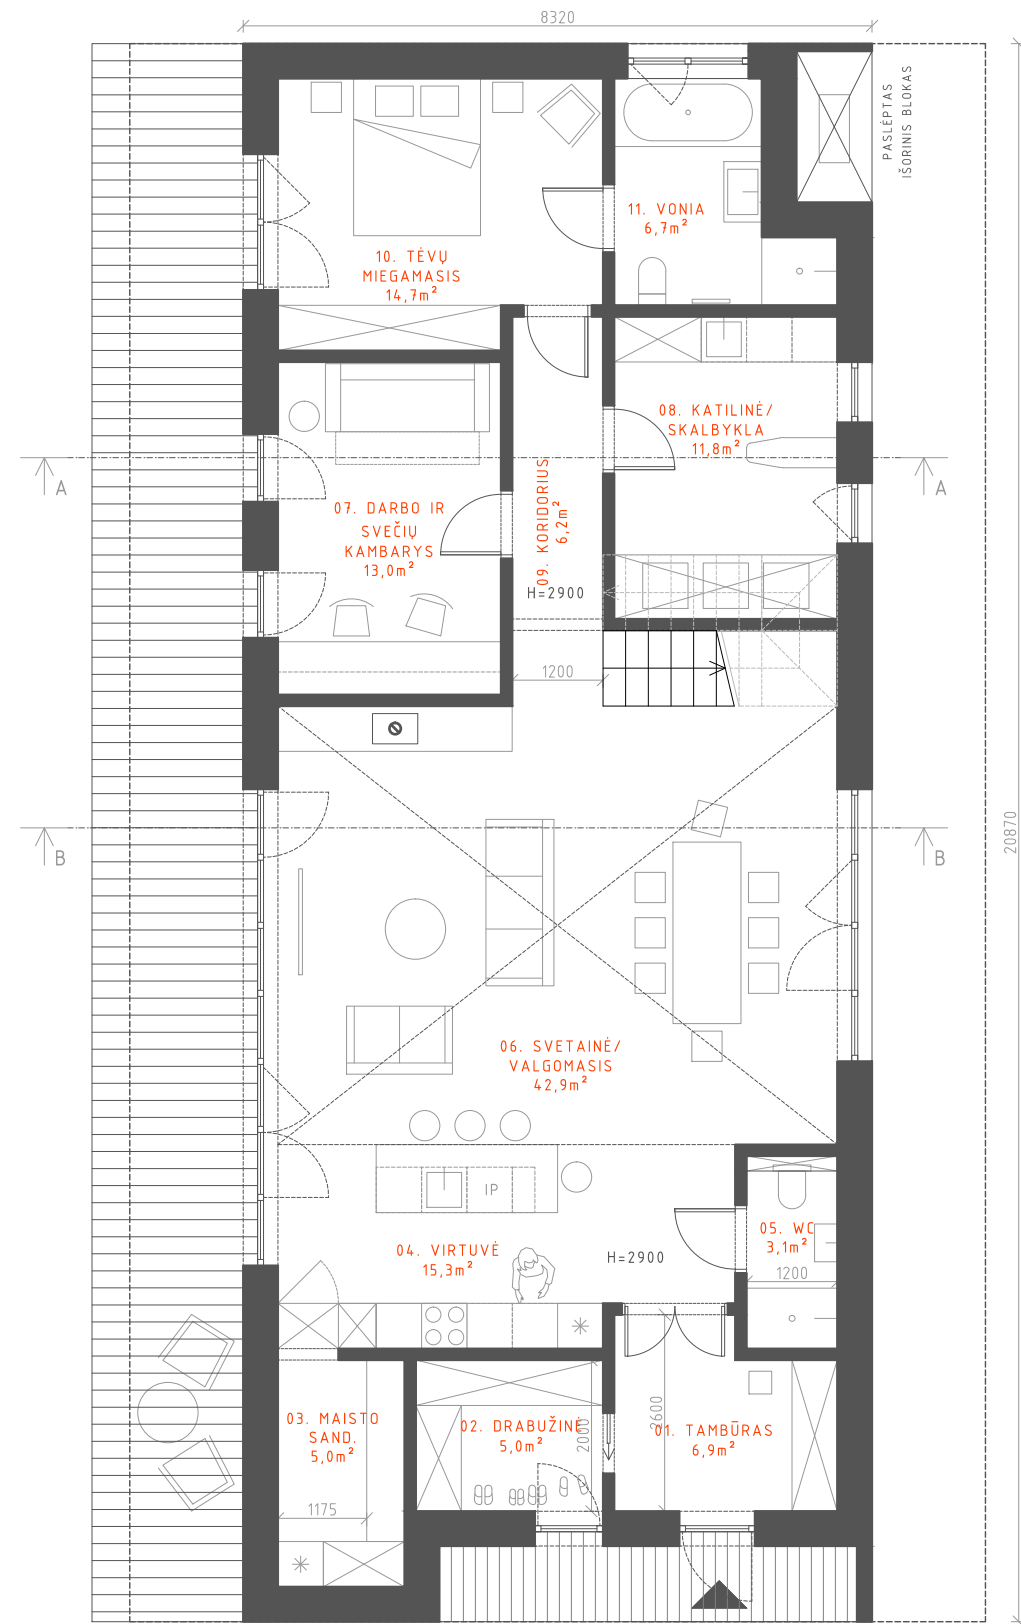 8320
PASLĖPTAS
IŠORINIS BLOKAS
11. VONIA
6,7m²
10. TĖVŲ
MIEGAMASIS
14,7m²
08. KATILINĖ/
SKALBYKLA
11,8m²
A
A
07. DARBO IR
SVEČIŲ
KAMBARYS
13,0m²
09. KORIDORIUS
6,2m²
H=2900
1200
20870
B
B
06. SVETAINĖ/
VALGOMASIS
42,9m²
IP
04. VIRTUVĖ
15,3m²
H=2900
05. WC
3,1m²
1200
03. MAISTO
SAND.
5,0m²
02. DRABUŽINĖ
5,0m²
2000
2600
01. TAMBŪRAS
6,9m²
1175